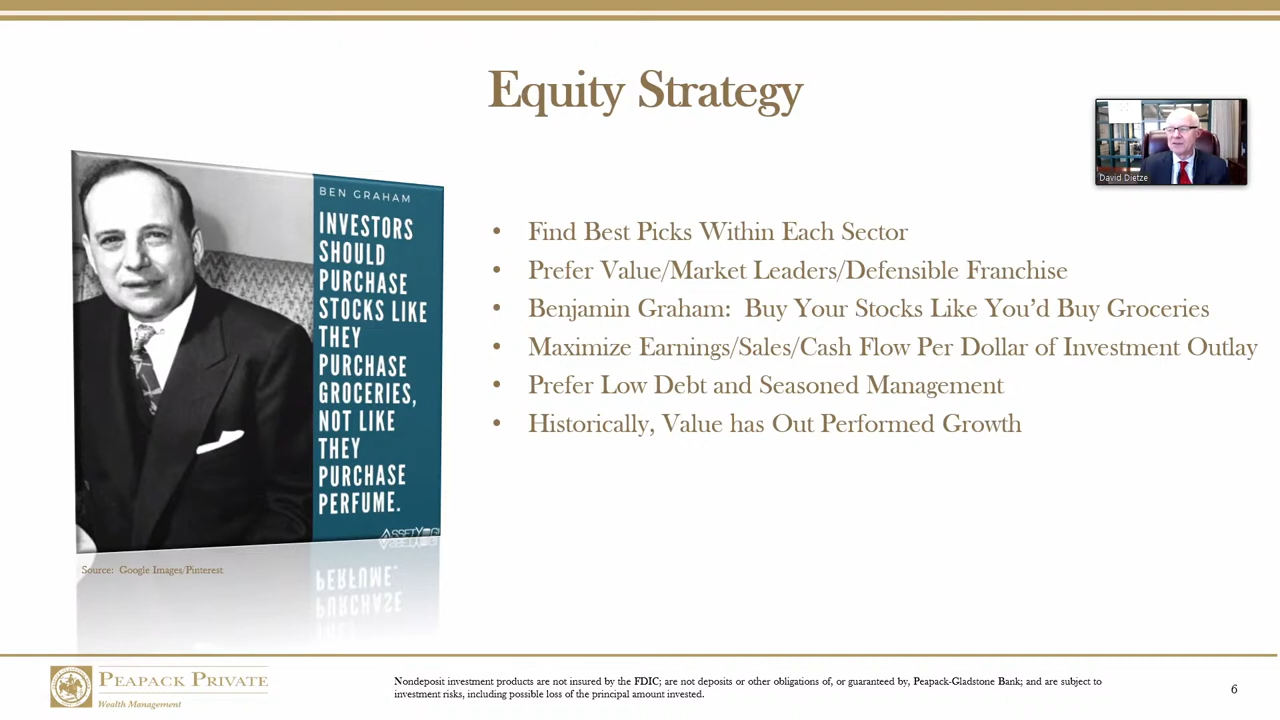 Equity Strategy
David Dietze
BEN GRAHAM
INVESTORS
SHOULD
PURCHASE
STOCKS LIKE
THEY
PURCHASE
GROCERIES,
NOT LIKE
THEY
PURCHASE
PERFUME.
ASSETYOGI
Source: Google Images/Pinterest
• Find Best Picks Within Each Sector
• Prefer Value/Market Leaders/Defensible Franchise
• Benjamin Graham: Buy Your Stocks Like You’d Buy Groceries
• Maximize Earnings/Sales/Cash Flow Per Dollar of Investment Outlay
• Prefer Low Debt and Seasoned Management
• Historically, Value has Out Performed Growth
PEAPACK PRIVATE
Wealth Management
Nondeposit investment products are not insured by the FDIC; are not deposits or other obligations of, or guaranteed by, Peapack-Gladstone Bank; and are subject to
investment risks, including possible loss of the principal amount invested.
6